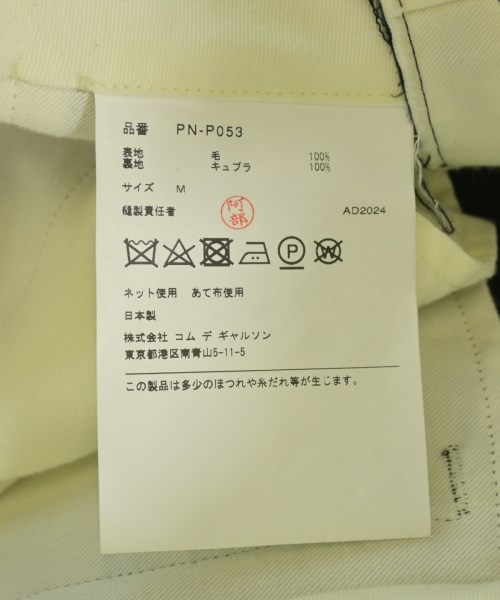 品番 PN-P053
表地 毛 100%
裏地 キュプラ 100%
サイズ M
縫製責任者 阿部 AD2024
P W
ネット使用 あて布使用
日本製
株式会社 コム デ ギャルソン
東京都港区南青山5-11-5
この製品は多少のほつれや糸だれ等が生じます。